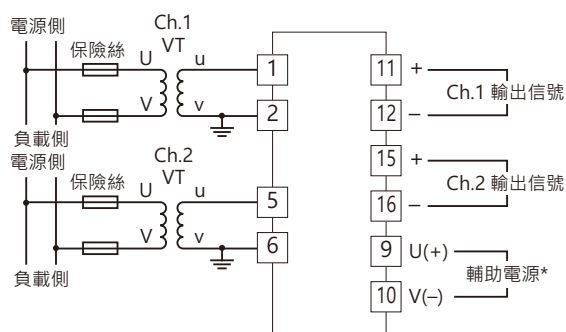 電源側
Ch.1
VT
保險絲
U
u
V
v
負載側
1
2
電源側
Ch.2
VT
保險絲
U
u
V
v
負載側
5
6
11
+
12
–
Ch.1 輸出信號
15
+
16
–
Ch.2 輸出信號
9
U(+)
10
V(–)
輔助電源*